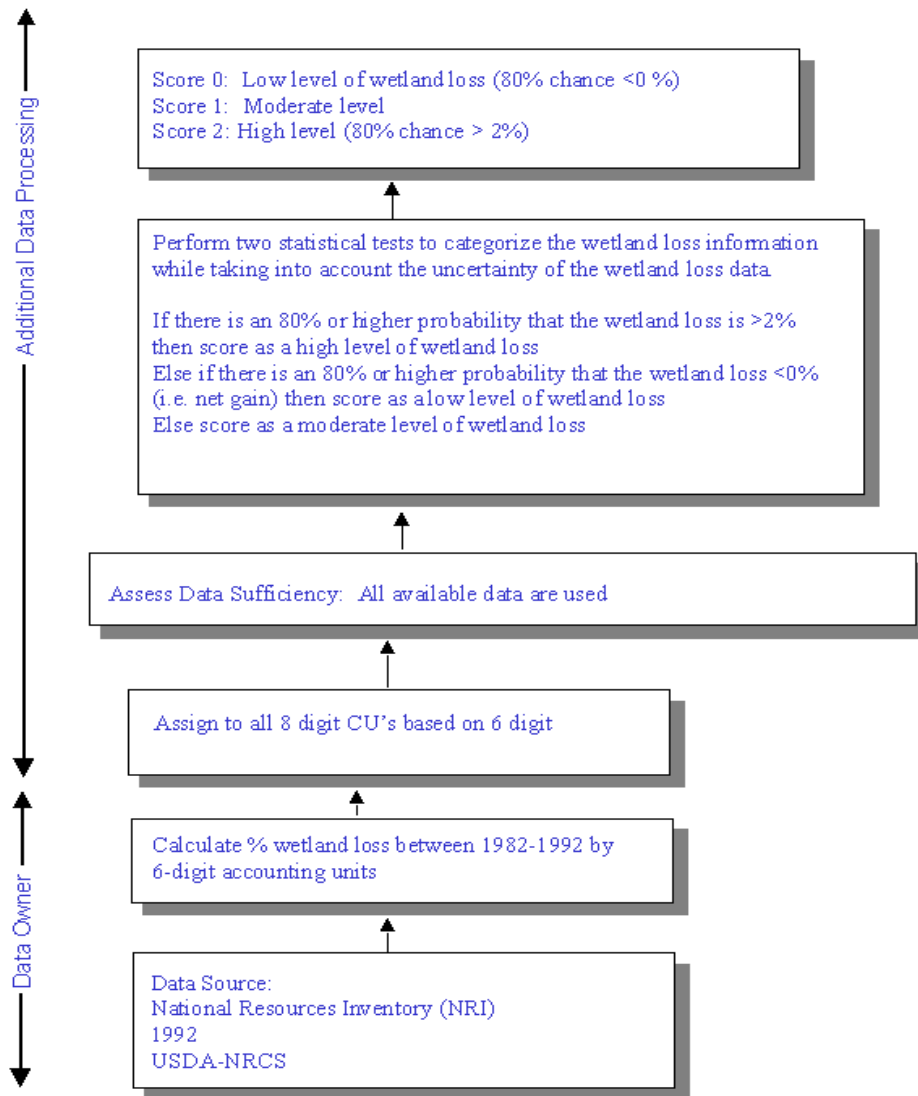 Additional Data Processing
Score 0:  Low level of wetland loss (80% chance <0 %)
Score 1:  Moderate level
Score 2: High level (80% chance > 2%)
Perform two statistical tests to categorize the wetland loss information
while taking into account the uncertainty of the wetland loss data.
If there is an 80% or higher probability that the wetland loss is >2%
then score as a high level of wetland loss
Else if there is an 80% or higher probability that the wetland loss <0%
(i.e. net gain) then score as a low level of wetland loss
Else score as a moderate level of wetland loss
Assess Data Sufficiency:  All available data are used
Assign to all 8 digit CU's based on 6 digit
Data Owner
Calculate % wetland loss between 1982-1992 by
6-digit accounting units
Data Source:
National Resources Inventory (NRI)
1992
USDA-NRCS